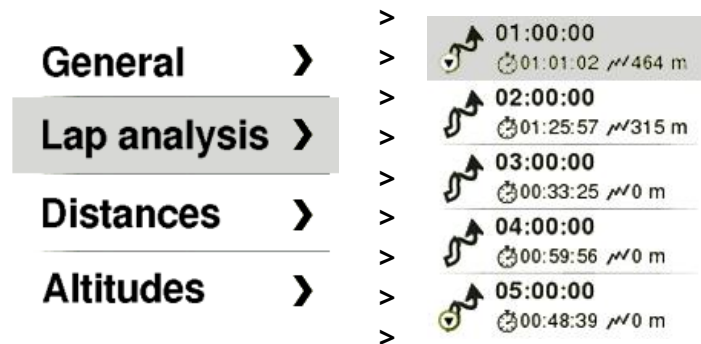 General
Lap analysis
Distances
Altitudes
>
>
>
>
>
>
>
>
>
01:00:00
01:01:02 464 m
02:00:00
01:25:57 315 m
03:00:00
00:33:25 0 m
04:00:00
00:59:56 0 m
05:00:00
00:48:39 0 m